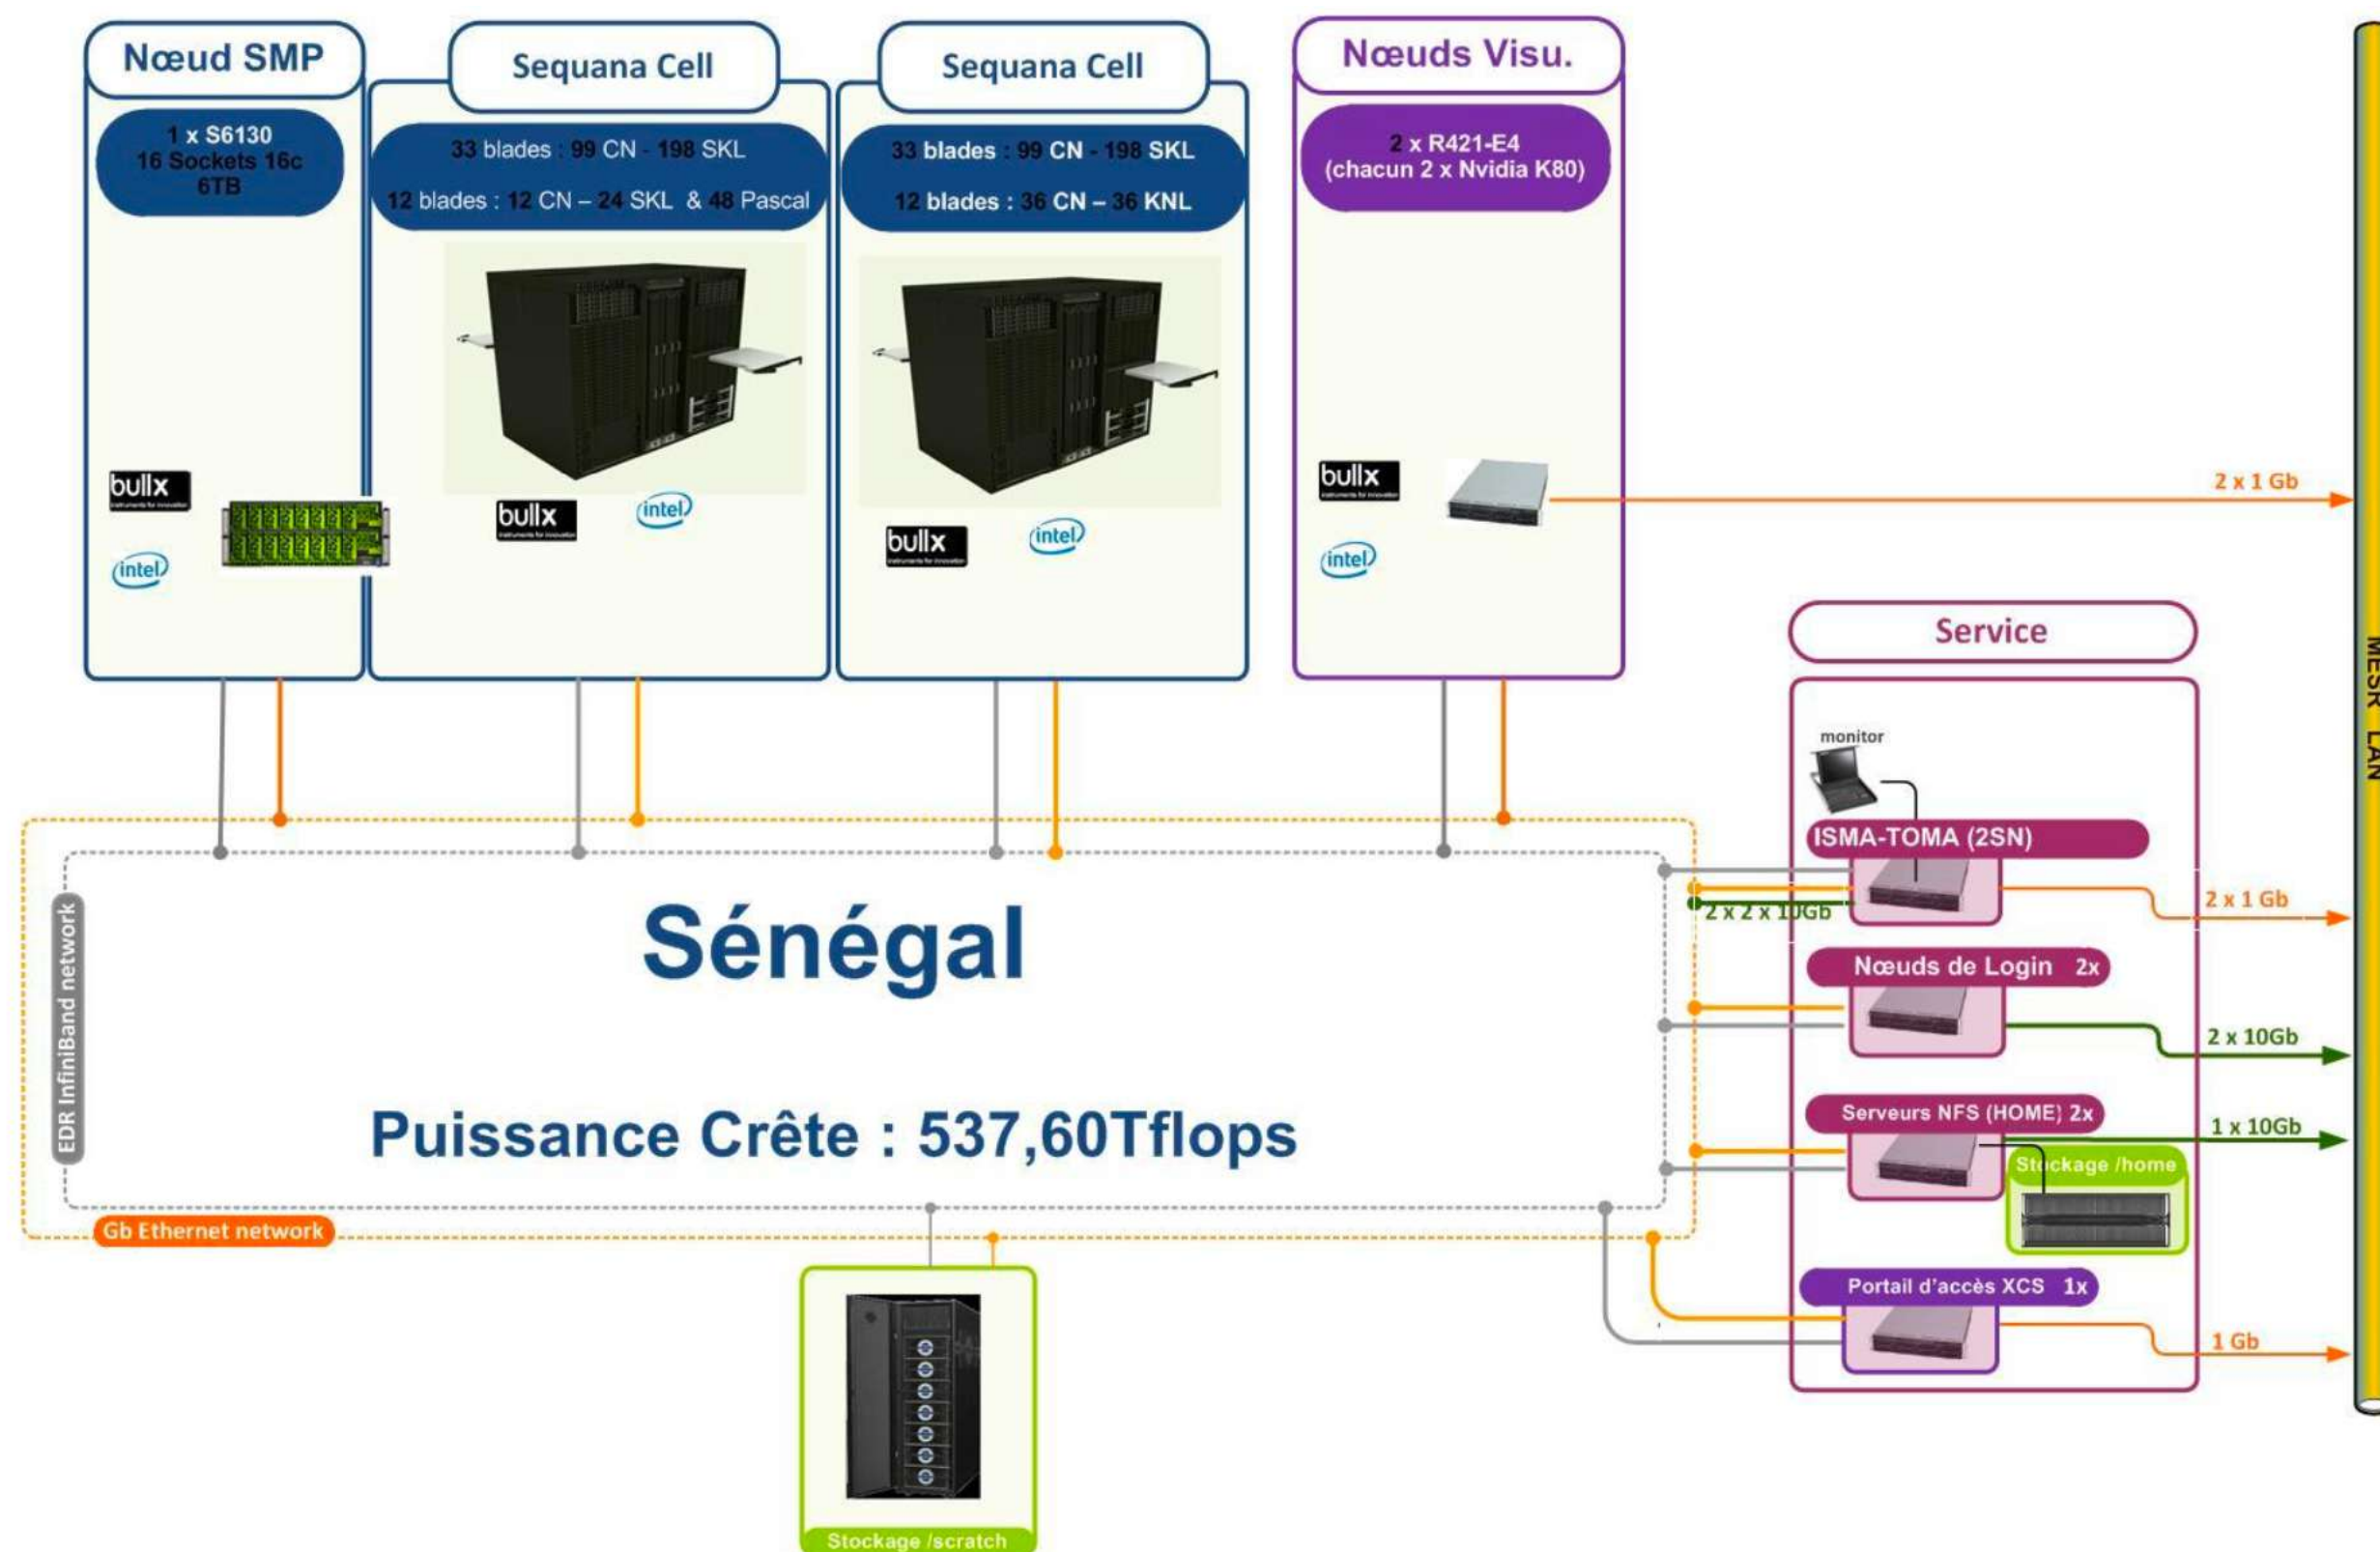 Nœud SMP
1 x S6130
16 Sockets 16c
6TB
bullx
intel
Sequana Cell
33 blades : 99 CN - 198 SKL
12 blades : 12 CN – 24 SKL & 48 Pascal
bullx
intel
Sequana Cell
33 blades : 99 CN - 198 SKL
12 blades : 36 CN – 36 KNL
bullx
intel
Nœuds Visu.
2 x R421-E4
(chacun 2 x Nvidia K80)
bullx
intel
2 x 1 Gb
MESR LAN
Service
monitor
ISMA-TOMA (2SN)
2 x 2 x 10Gb
2 x 1 Gb
Nœuds de Login 2x
2 x 10Gb
Serveurs NFS (HOME) 2x
1 x 10Gb
Stockage /home
Portail d'accès XCS 1x
1 Gb
EDR InfiniBand network
Sénégal
Puissance Crête : 537,60Tflops
Gb Ethernet network
Stockage /scratch